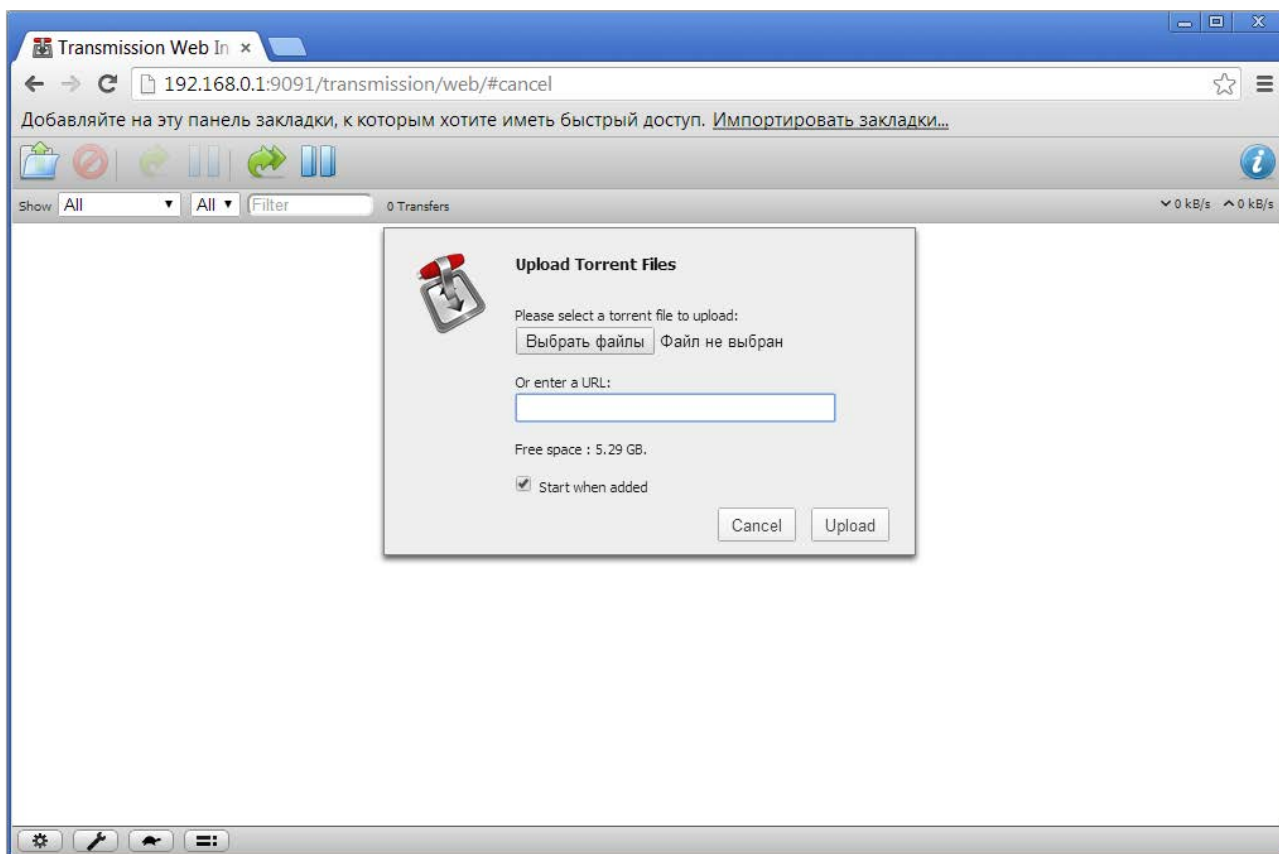 Transmission Web In
192.168.0.1:9091/transmission/web/#cancel
Добавляйте на эту панель закладки, к которым хотите иметь быстрый доступ. Импортировать закладки...
Show All All Filter 0 Transfers 0 kB/s 0 kB/s
Upload Torrent Files
Please select a torrent file to upload:
Выбрать файлы Файл не выбран
Or enter a URL:
Free space : 5.29 GB.
Start when added
Cancel Upload